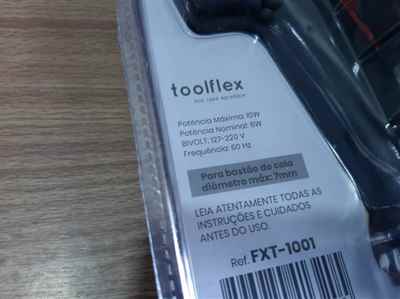 toolflex
Potência Máxima: 10W
Potência Nominal: 6W
BIVOLT: 127-220 V
Frequência: 60 Hz
Para bastão de cola
diâmetro máx: 7mm
LEIA ATENTAMENTE TODAS AS
INSTRUÇÕES E CUIDADOS
ANTES DO USO.
Ref. FXT-1001